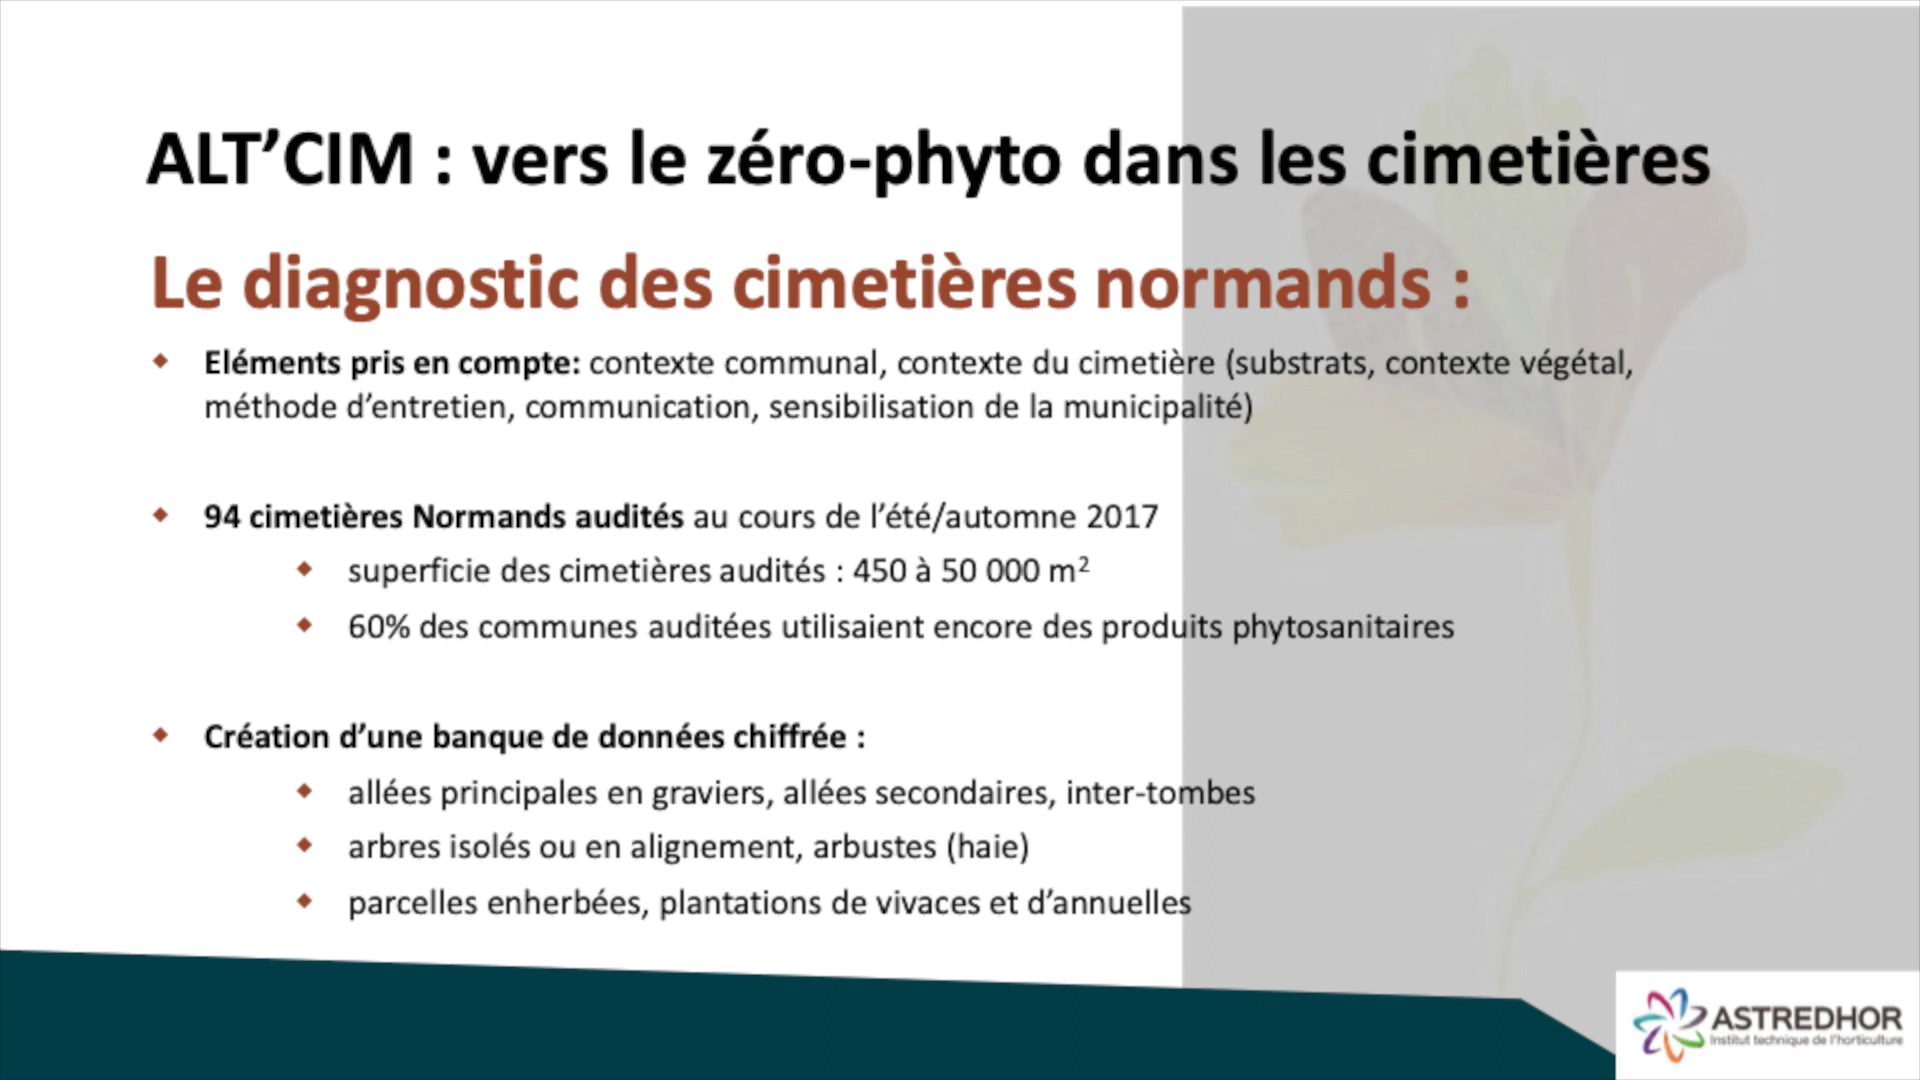 ALT’CIM : vers le zéro-phyto dans les cimetières
Le diagnostic des cimetières normands :
Eléments pris en compte: contexte communal, contexte du cimetière (substrats, contexte végétal,
méthode d’entretien, communication, sensibilisation de la municipalité)
94 cimetières Normands audités au cours de l’été/automne 2017
superficie des cimetières audités : 450 à 50 000 m²
60% des communes auditées utilisaient encore des produits phytosanitaires
Création d’une banque de données chiffrée :
allées principales en graviers, allées secondaires, inter-tombes
arbres isolés ou en alignement, arbustes (haie)
parcelles enherbées, plantations de vivaces et d’annuelles
ASTREDHOR
Institut technique de l’horticulture